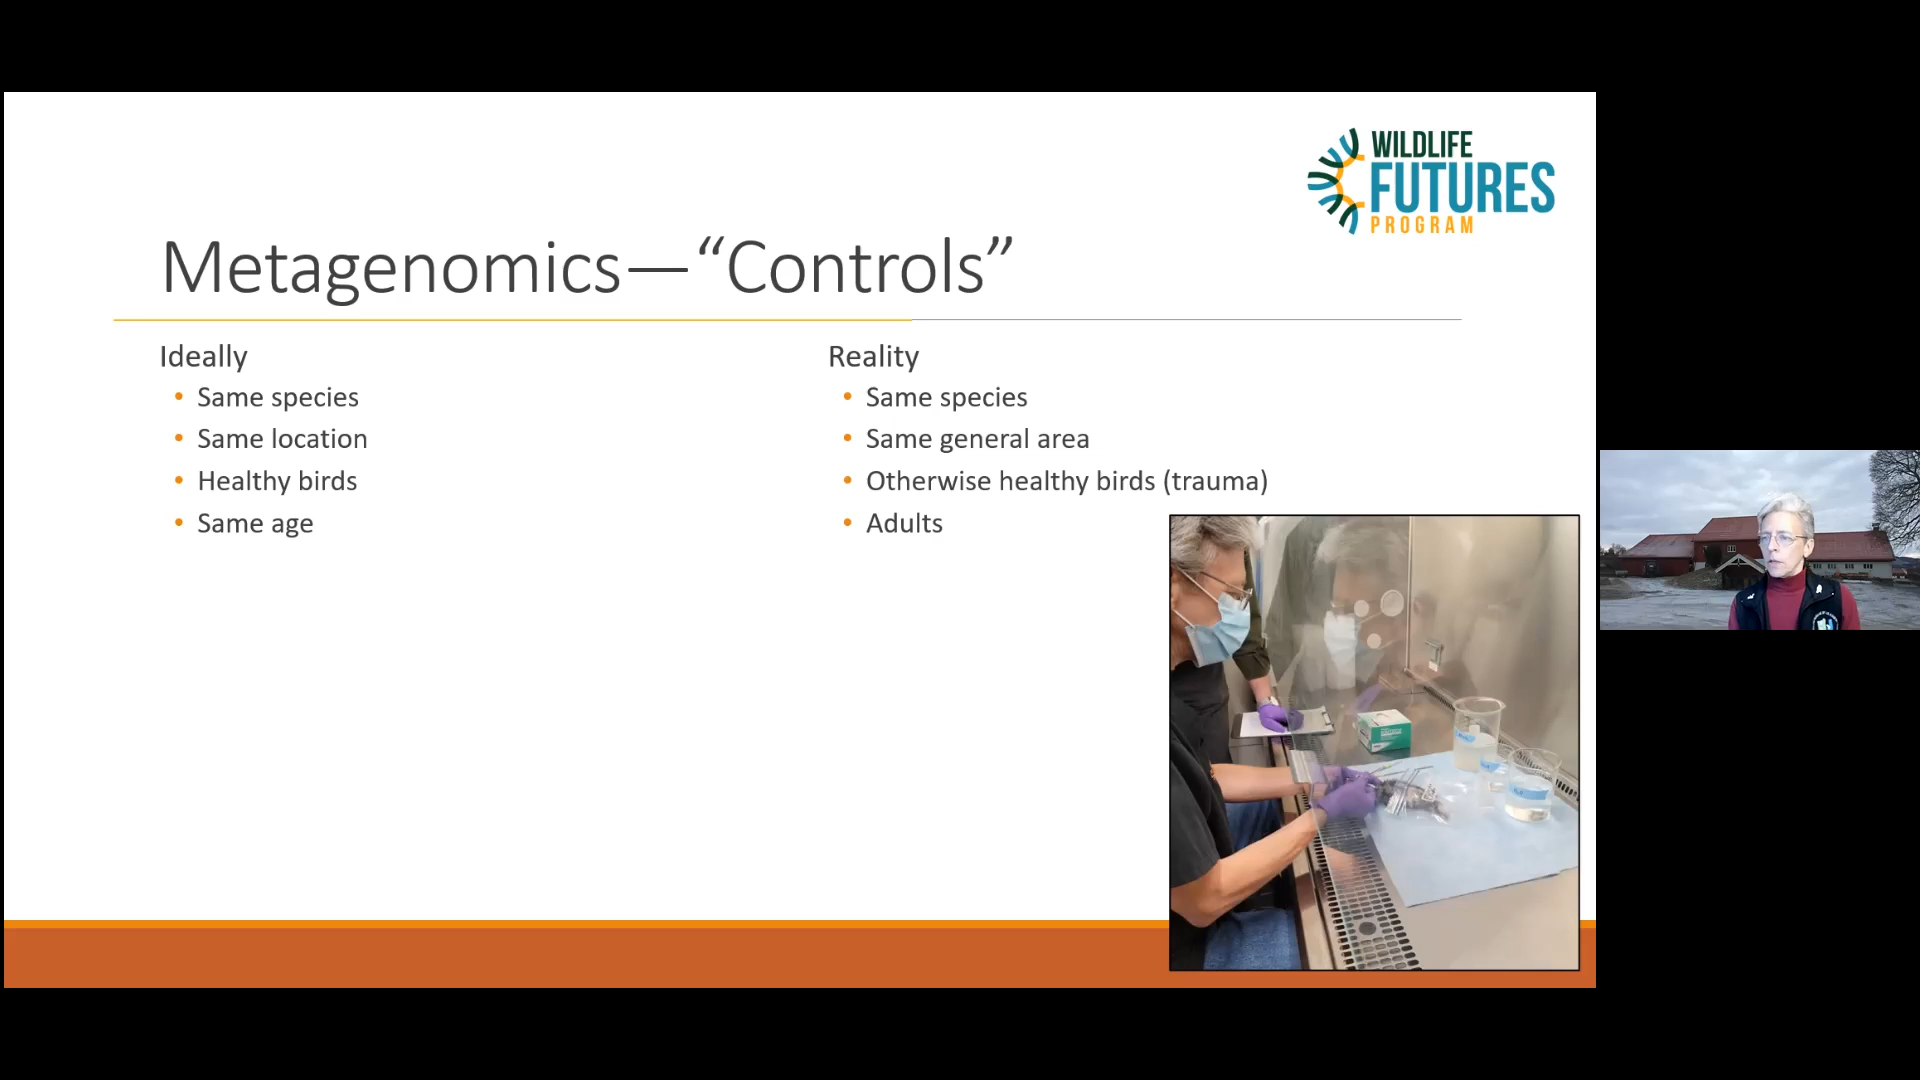 WILDLIFE
FUTURES
PROGRAM
Metagenomics—“Controls”
Ideally
• Same species
• Same location
• Healthy birds
• Same age
Reality
• Same species
• Same general area
• Otherwise healthy birds (trauma)
• Adults